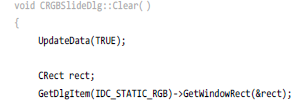 void CRGBSlideDlg::Clear()
{
UpdateData(TRUE);
CRect rect;
GetDlgItem(IDC_STATIC_RGB)->GetWindowRect(&rect);